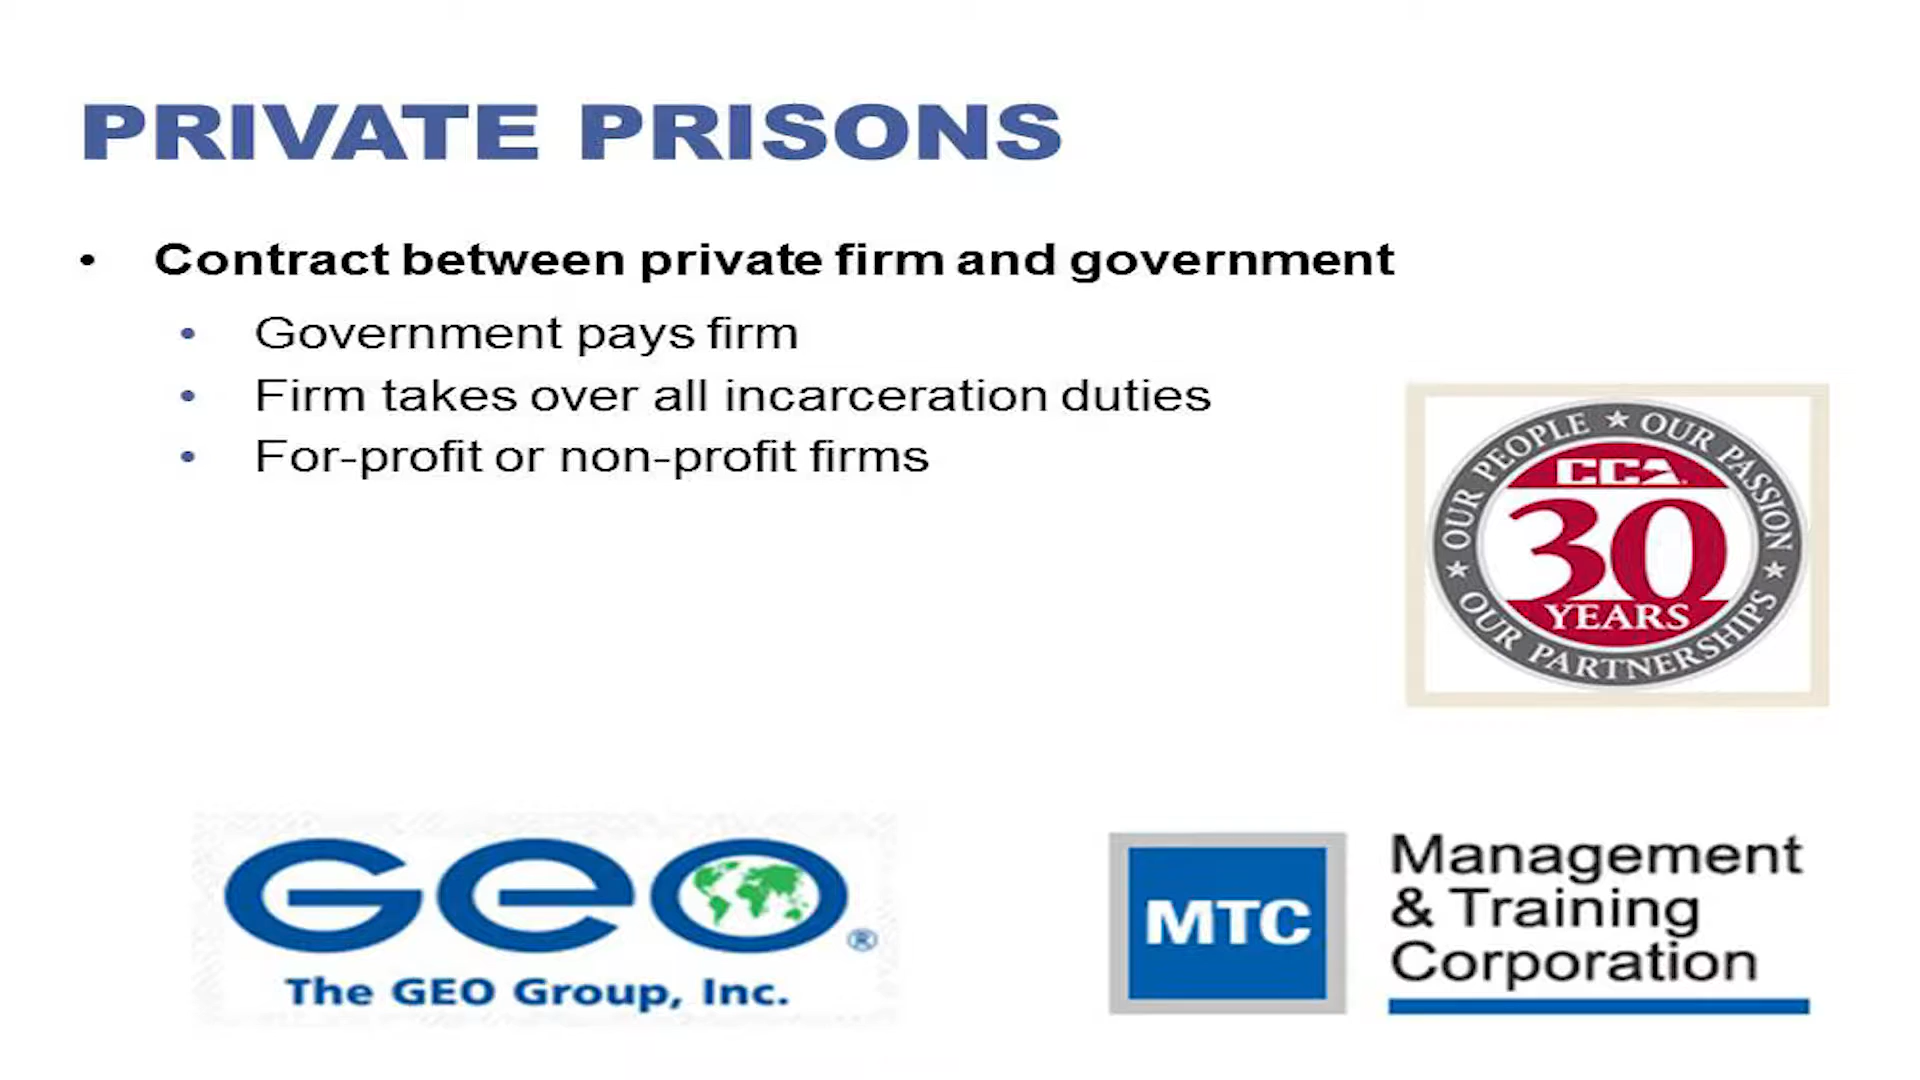 PRIVATE PRISONS
• Contract between private firm and government
• Government pays firm
• Firm takes over all incarceration duties
• For-profit or non-profit firms
OUR PEOPLE ★ OUR PASSION ★ OUR PARTNERSHIPS ★
CCA
30
YEARS
GEO®
The GEO Group, Inc.
MTC
Management
& Training
Corporation